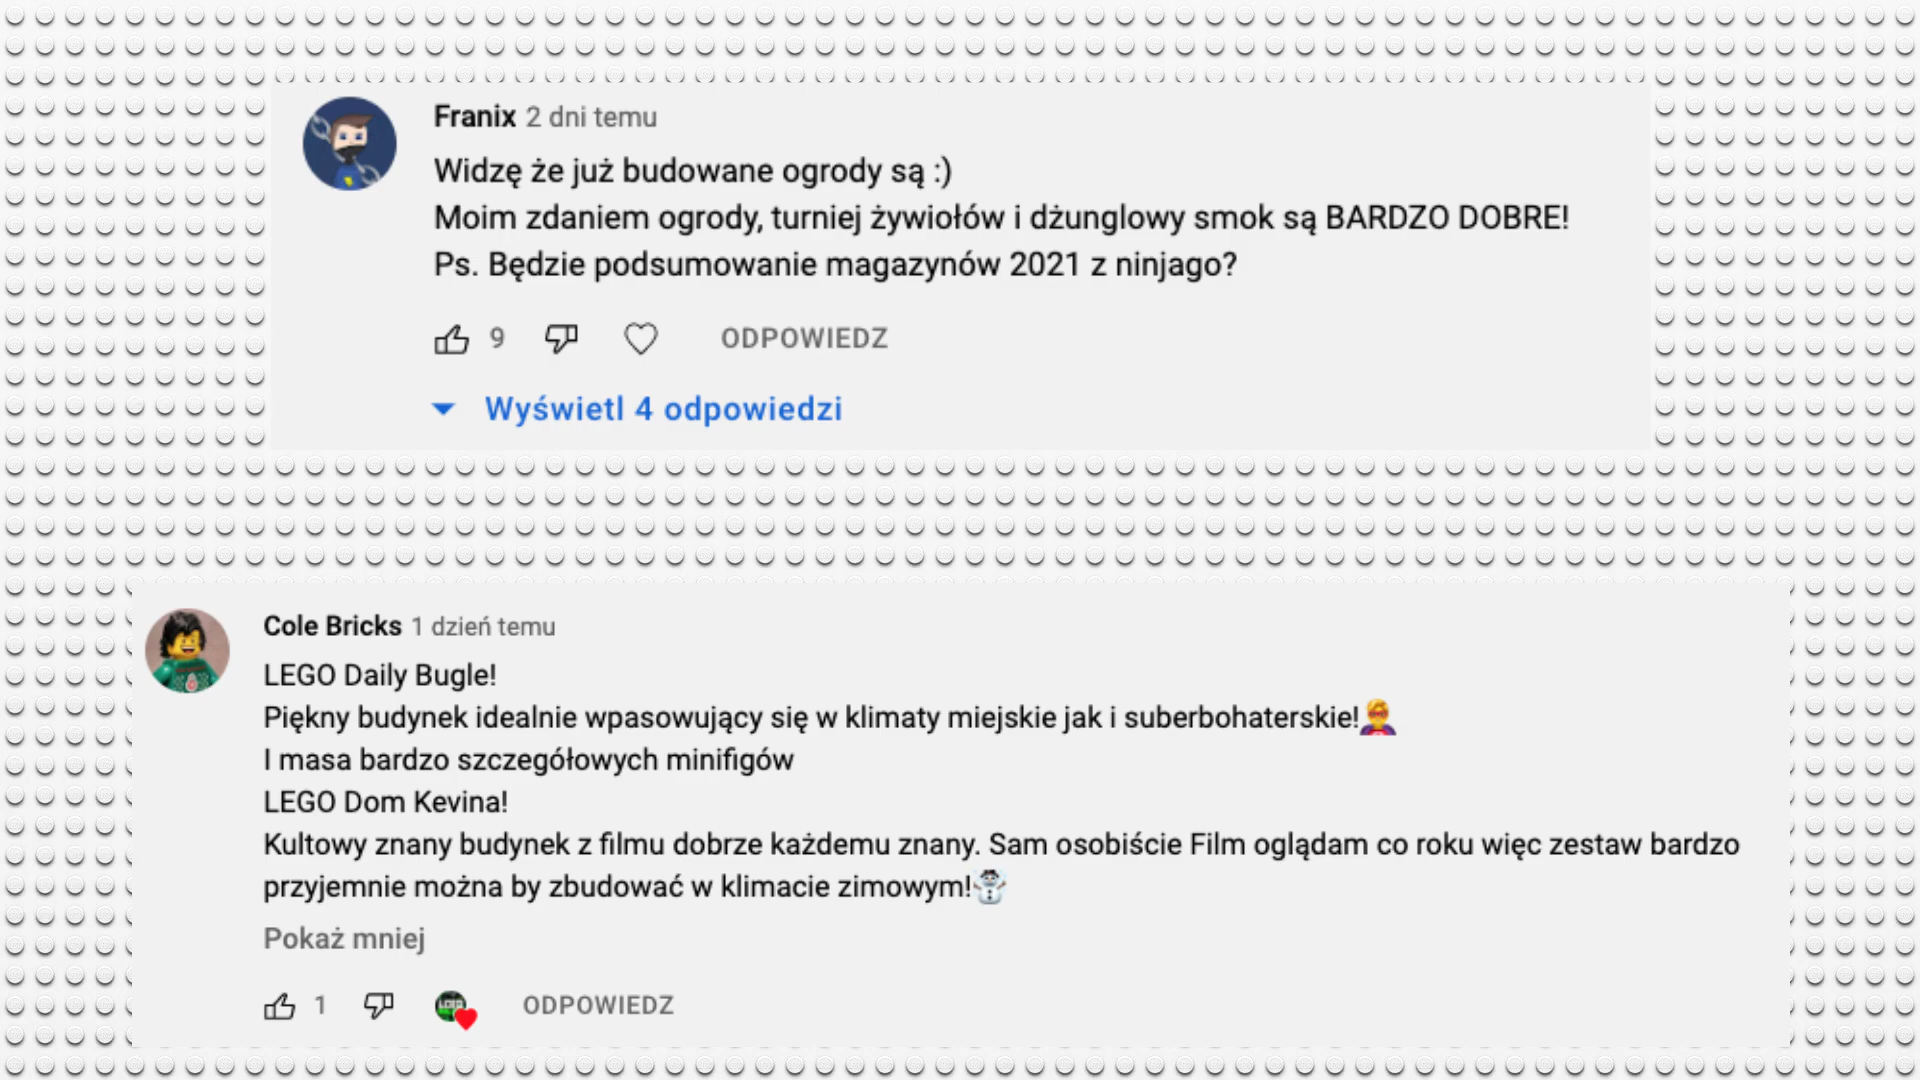 Franix 2 dni temu
Widzę że już budowane ogrody są :)
Moim zdaniem ogrody, turniej żywiołów i dżunglowy smok są BARDZO DOBRE!
Ps. Będzie podsumowanie magazynów 2021 z ninjago?
9 ODPOWIEDZ
Wyświetl 4 odpowiedzi
Cole Bricks 1 dzień temu
LEGO Daily Bugle!
Piękny budynek idealnie wpasowujący się w klimaty miejskie jak i suberbohaterskie!🦸
I masa bardzo szczegółowych minifigów
LEGO Dom Kevina!
Kultowy znany budynek z filmu dobrze każdemu znany. Sam osobiście Film oglądam co roku więc zestaw bardzo
przyjemnie można by zbudować w klimacie zimowym!☃️
Pokaż mniej
1 ODPOWIEDZ